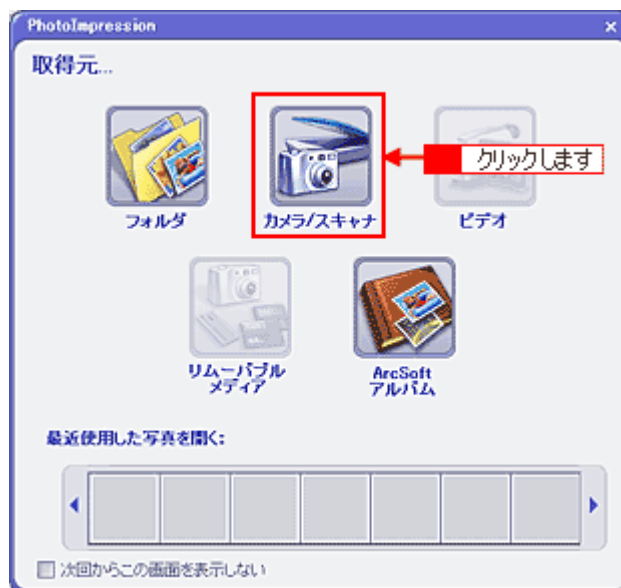 PhotoImpression
取得元...
クリックします
フォルダ
カメラ/スキャナ
ビデオ
リムーバブル
メディア
ArcSoft
アルバム
最近使用した写真を開く:
次回からこの画面を表示しない